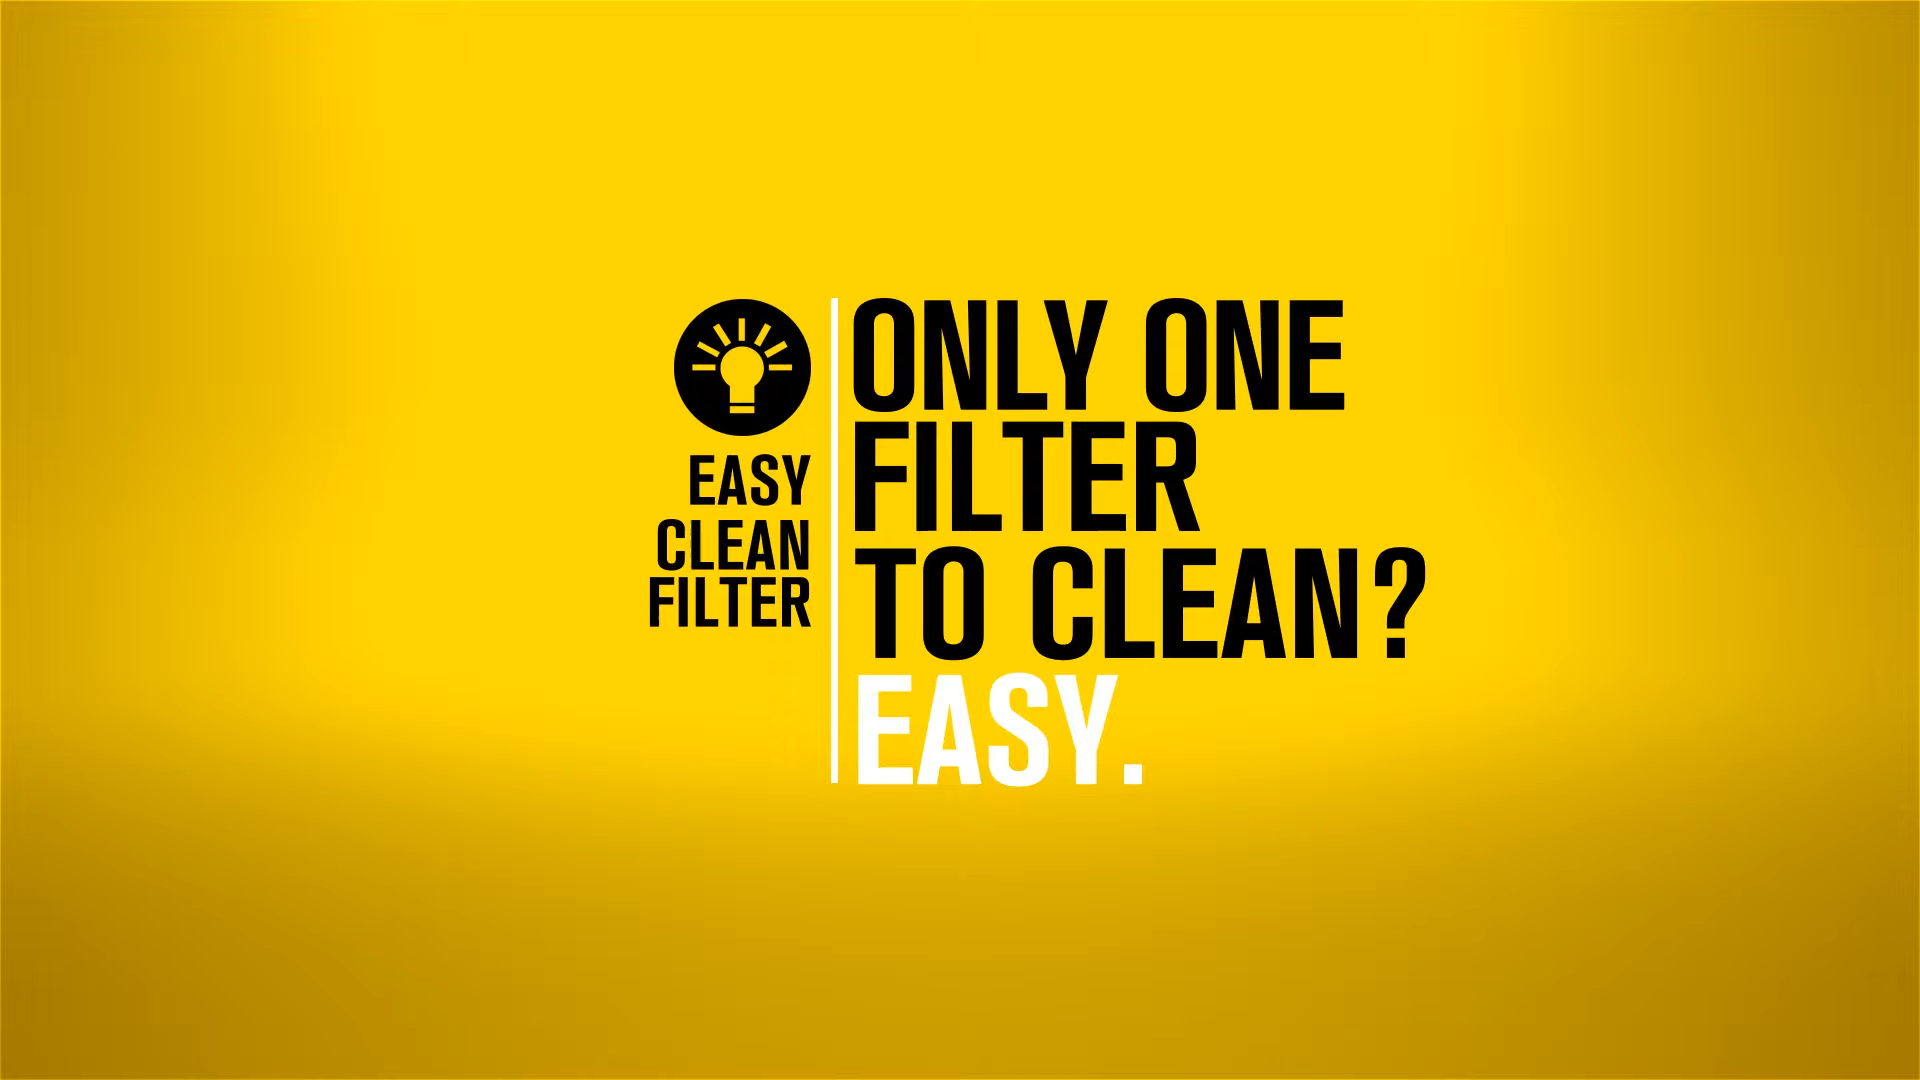 EASY
CLEAN
FILTER
ONLY ONE
FILTER
TO CLEAN?
EASY.